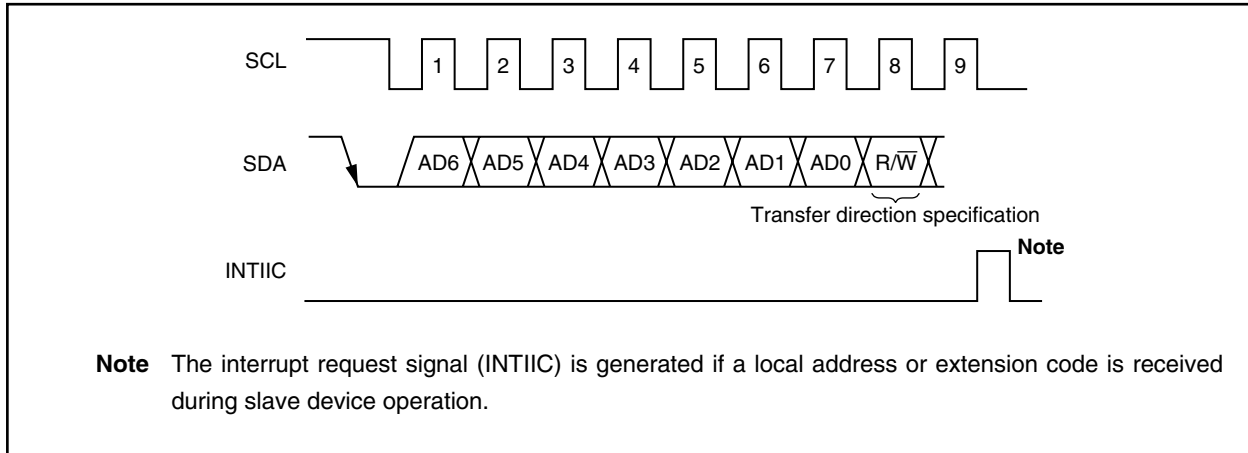 SCL 1 2 3 4 5 6 7 8 9
SDA AD6 AD5 AD4 AD3 AD2 AD1 AD0 R/W̅
Transfer direction specification
Note
INTIIC
Note The interrupt request signal (INTIIC) is generated if a local address or extension code is received
during slave device operation.